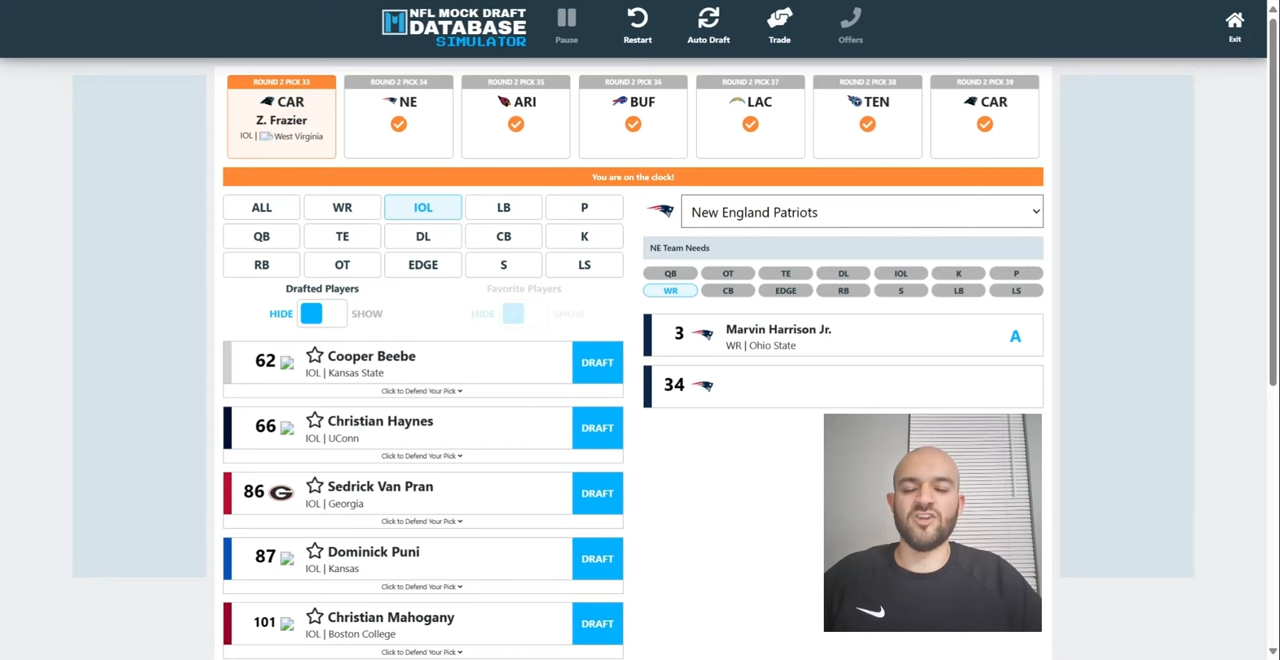 NFL MOCK DRAFT
DATABASE
SIMULATOR
Pause
Restart
Auto Draft
Trade
Offers
Exit
ROUND 2 PICK 33
CAR
Z. Frazier
IOL | West Virginia
ROUND 2 PICK 34
NE
ROUND 2 PICK 35
ARI
ROUND 2 PICK 36
BUF
ROUND 2 PICK 37
LAC
ROUND 2 PICK 38
TEN
ROUND 2 PICK 39
CAR
You are on the clock!
ALL WR IOL LB P
QB TE DL CB K
RB OT EDGE S LS
Drafted Players
HIDE SHOW
Favorite Players
HIDE SHOW
62 Cooper Beebe
IOL | Kansas State
DRAFT
Click to Defend Your Pick
66 Christian Haynes
IOL | UConn
DRAFT
Click to Defend Your Pick
86 Sedrick Van Pran
IOL | Georgia
DRAFT
Click to Defend Your Pick
87 Dominick Puni
IOL | Kansas
DRAFT
Click to Defend Your Pick
101 Christian Mahogany
IOL | Boston College
DRAFT
Click to Defend Your Pick
New England Patriots
NE Team Needs
QB OT TE DL IOL K P
WR CB EDGE RB S LB LS
3 Marvin Harrison Jr.
WR | Ohio State
A
34